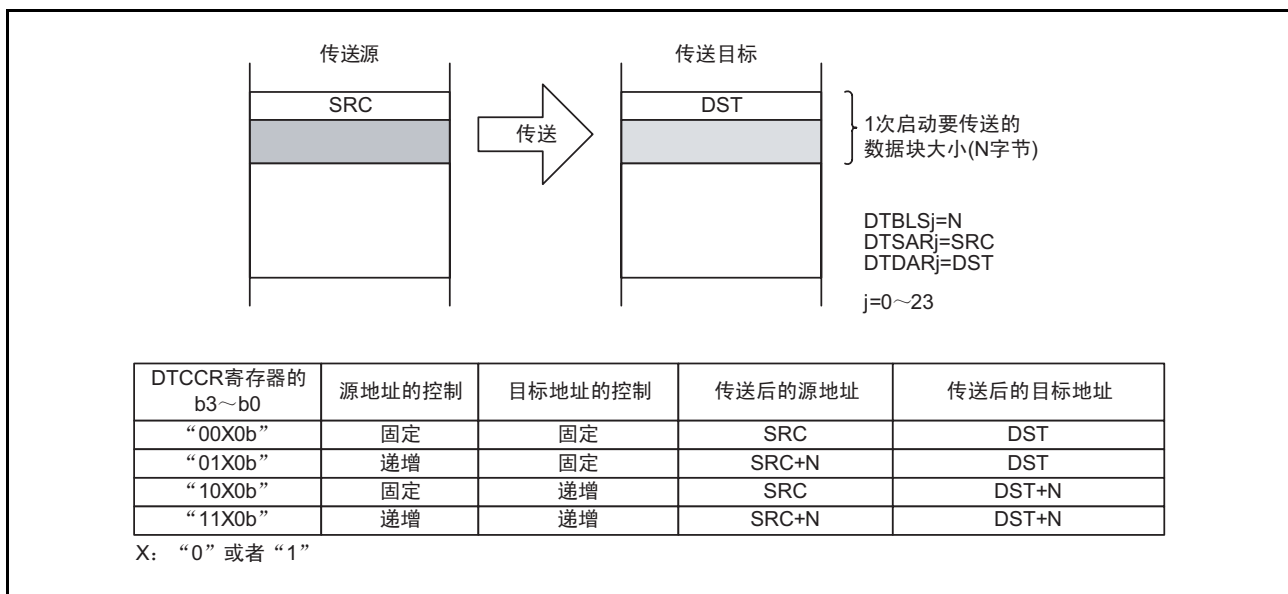 传送源
传送目标
SRC
DST
传送
1次启动要传送的
数据块大小(N字节)
DTBLSj=N
DTSARj=SRC
DTDARj=DST
j=0～23
DTCCR寄存器的 b3～b0 源地址的控制 目标地址的控制 传送后的源地址 传送后的目标地址
“00X0b” 固定 固定 SRC DST
“01X0b” 递增 固定 SRC+N DST
“10X0b” 固定 递增 SRC DST+N
“11X0b” 递增 递增 SRC+N DST+N
X： “0”或者“1”